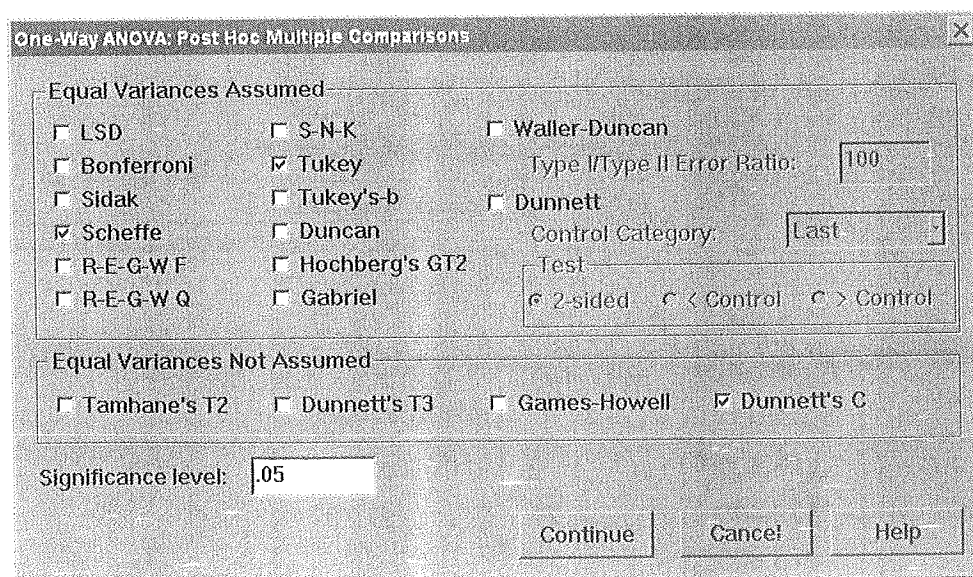 One-Way ANOVA: Post Hoc Multiple Comparisons
Equal Variances Assumed
LSD
Bonferroni
Sidak
Scheffe
R-E-G-W F
R-E-G-W Q
S-N-K
Tukey
Tukey's-b
Duncan
Hochberg's GT2
Gabriel
Waller-Duncan
Type I/Type II Error Ratio: 100
Dunnett
Control Category: Last
Test
2-sided < Control > Control
Equal Variances Not Assumed
Tamhane's T2 Dunnett's T3 Games-Howell Dunnett's C
Significance level: .05
Continue Cancel Help